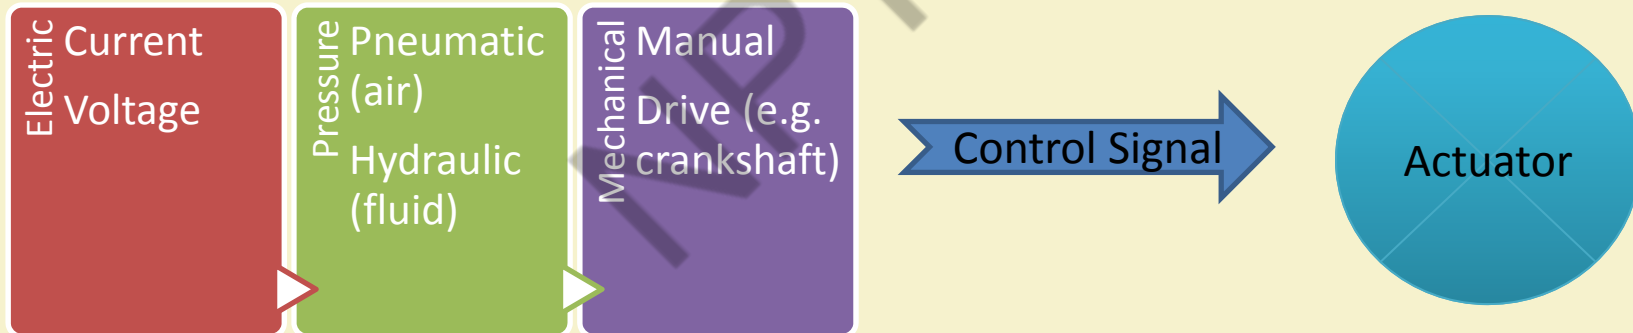 Electric
Current
Voltage
Pressure
Pneumatic
(air)
Hydraulic
(fluid)
Mechanical
Manual
Drive (e.g.
crankshaft)
Control Signal
Actuator